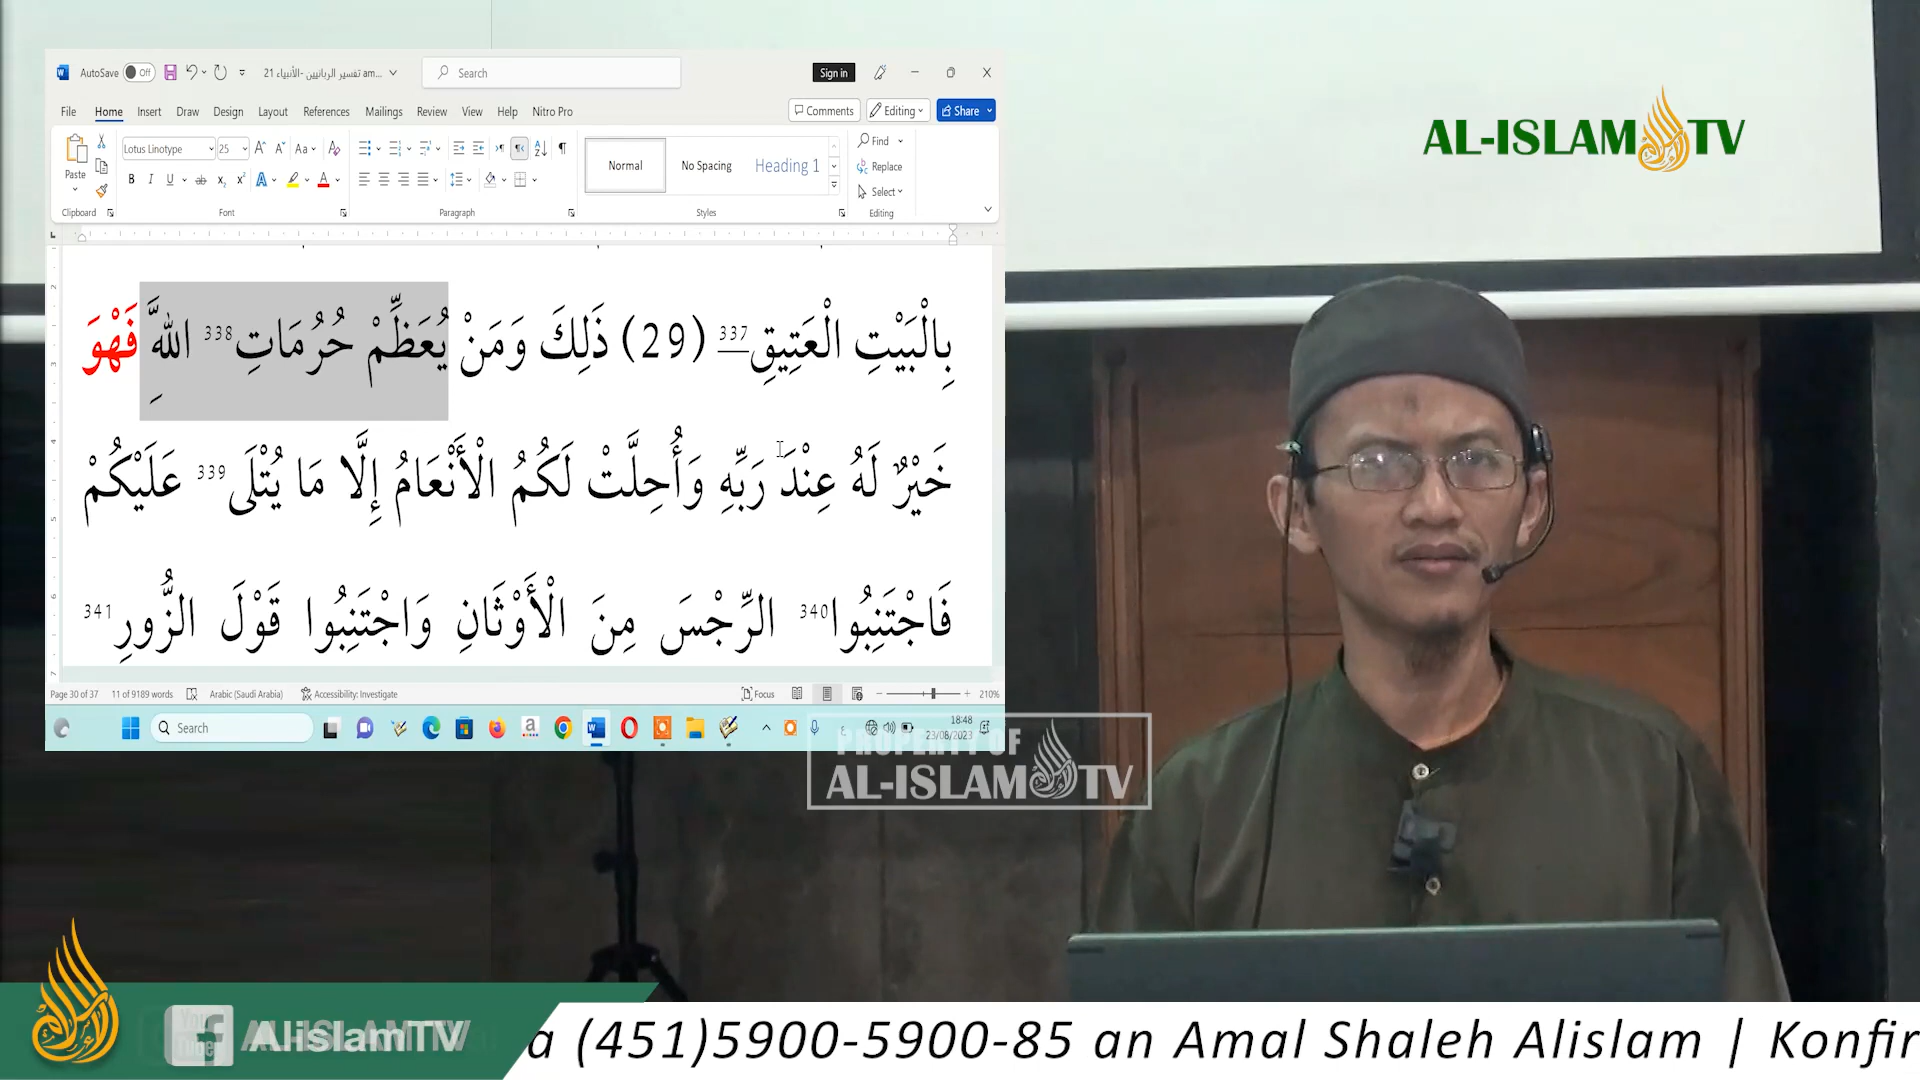 AutoSave Off
تفسير الربانيين -الأنبياء 21 am...
Search
Sign in
File Home Insert Draw Design Layout References Mailings Review View Help Nitro Pro
Comments Editing Share
Paste
Lotus Linotype 25
Normal
No Spacing
Heading 1
Find
Replace
Select
Clipboard Font Paragraph Styles Editing
بِالْبَيْتِ الْعَتِيقِ337 (29) ذَلِكَ وَمَنْ يُعَظِّمْ حُرُمَاتِ338 اللَّهِ فَهْوَ
خَيْرٌ لَهُ عِنْدَ رَبِّهِ وَأُحِلَّتْ لَكُمُ الْأَنْعَامُ إِلَّا مَا يُتْلَى339 عَلَيْكُمْ
فَاجْتَنِبُوا340 الرِّجْسَ مِنَ الْأَوْثَانِ وَاجْتَنِبُوا قَوْلَ الزُّورِ341
Page 30 of 37 11 of 9189 words Arabic (Saudi Arabia) Accessibility: Investigate
Focus 210%
Search
18:48
23/08/2023
AL-ISLAM TV
PROPERTY OF
AL-ISLAM TV
AL-ISLAMTV
a (451)5900-5900-85 an Amal Shaleh Alislam | Konfir